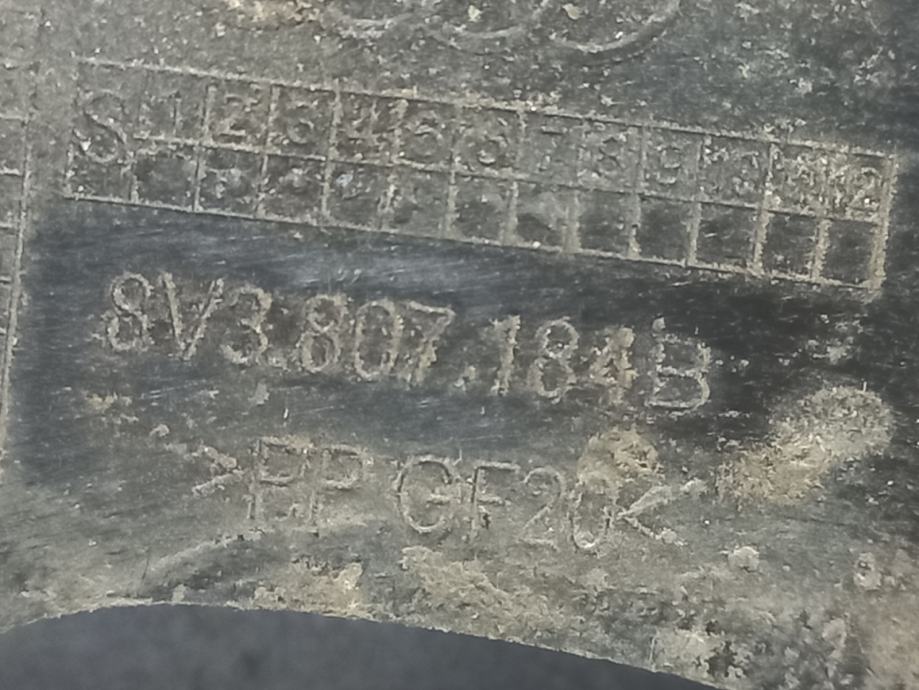 S 1 2 3 4 5 6 7 8 9 10 11 12
8V3.807.184B
>PP GF20<